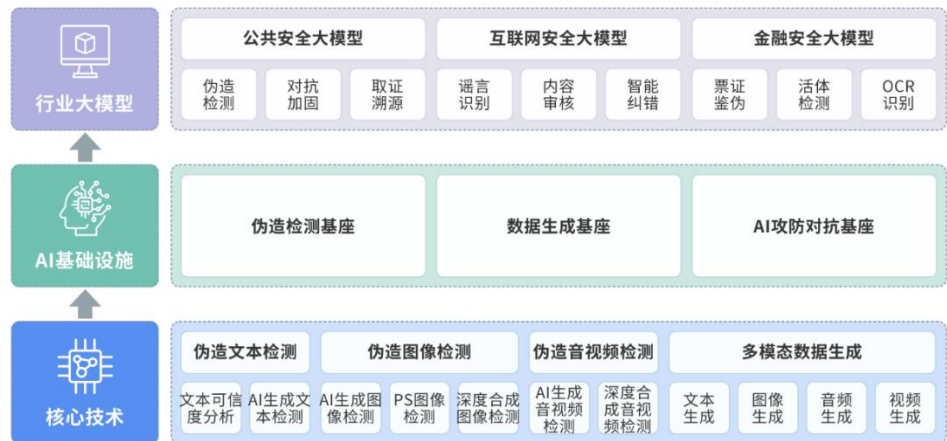 行业大模型
公共安全大模型
伪造
检测
对抗
加固
取证
溯源
互联网安全大模型
谣言
识别
内容
审核
智能
纠错
金融安全大模型
票证
鉴伪
活体
检测
OCR
识别
AI基础设施
伪造检测基座
数据生成基座
AI攻防对抗基座
核心技术
伪造文本检测
文本可信
度分析
AI生成文
本检测
伪造图像检测
AI生成图
像检测
PS图像
检测
深度合成
图像检测
伪造音视频检测
AI生成
音视频
检测
深度合
成音视
频检测
多模态数据生成
文本
生成
图像
生成
音频
生成
视频
生成